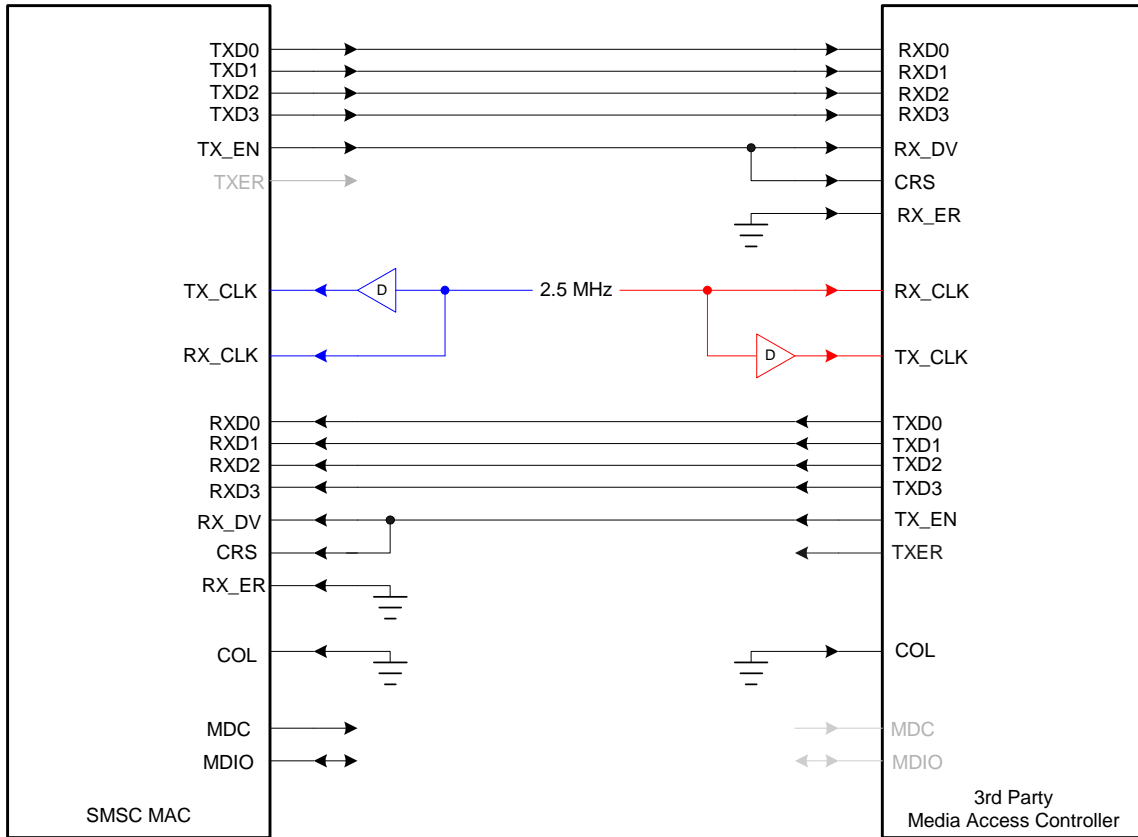 TXD0
TXD1
TXD2
TXD3
TX_EN
TXER
TX_CLK
RX_CLK
RXD0
RXD1
RXD2
RXD3
RX_DV
CRS
RX_ER
COL
MDC
MDIO
SMSC MAC
D
2.5 MHz
D
RXD0
RXD1
RXD2
RXD3
RX_DV
CRS
RX_ER
RX_CLK
TX_CLK
TXD0
TXD1
TXD2
TXD3
TX_EN
TXER
COL
MDC
MDIO
3rd Party
Media Access Controller